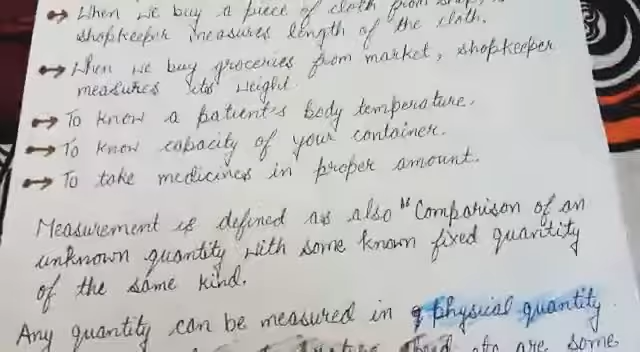 When we buy a piece of cloth from
shopkeeper measures length of the cloth.
When we buy groceries from market, shopkeeper
measures its weight.
To know a patient's body temperature.
To know capacity of your container.
To take medicines in proper amount.
Measurement is defined as also "Comparison of an
unknown quantity with some known fixed quantity
of the same kind.
Any quantity can be measured in physical quantity.
are some